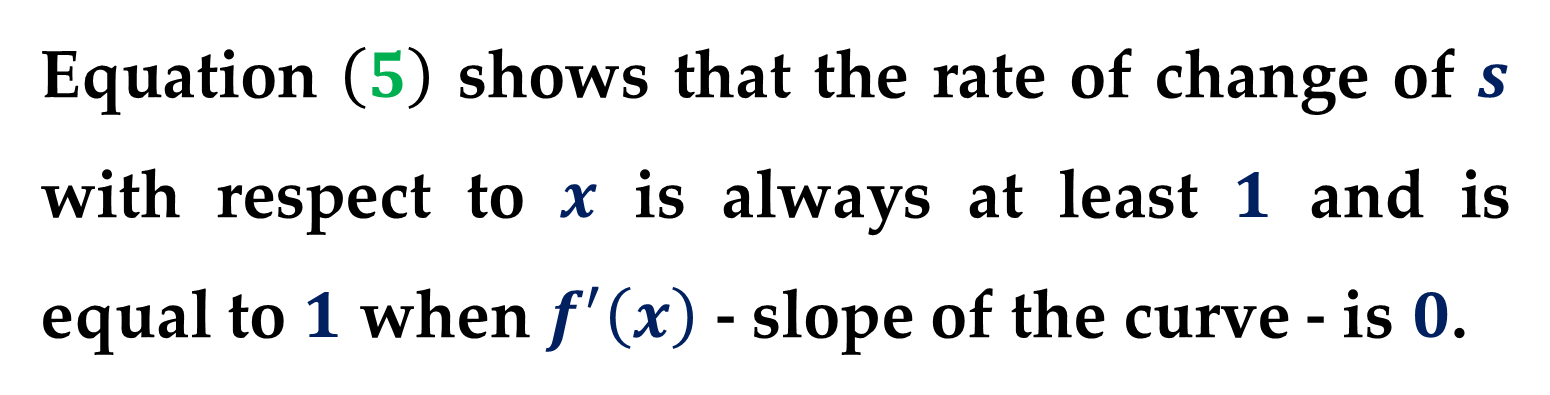 Equation (5) shows that the rate of change of s
with respect to x is always at least 1 and is
equal to 1 when f′(x) - slope of the curve - is 0.